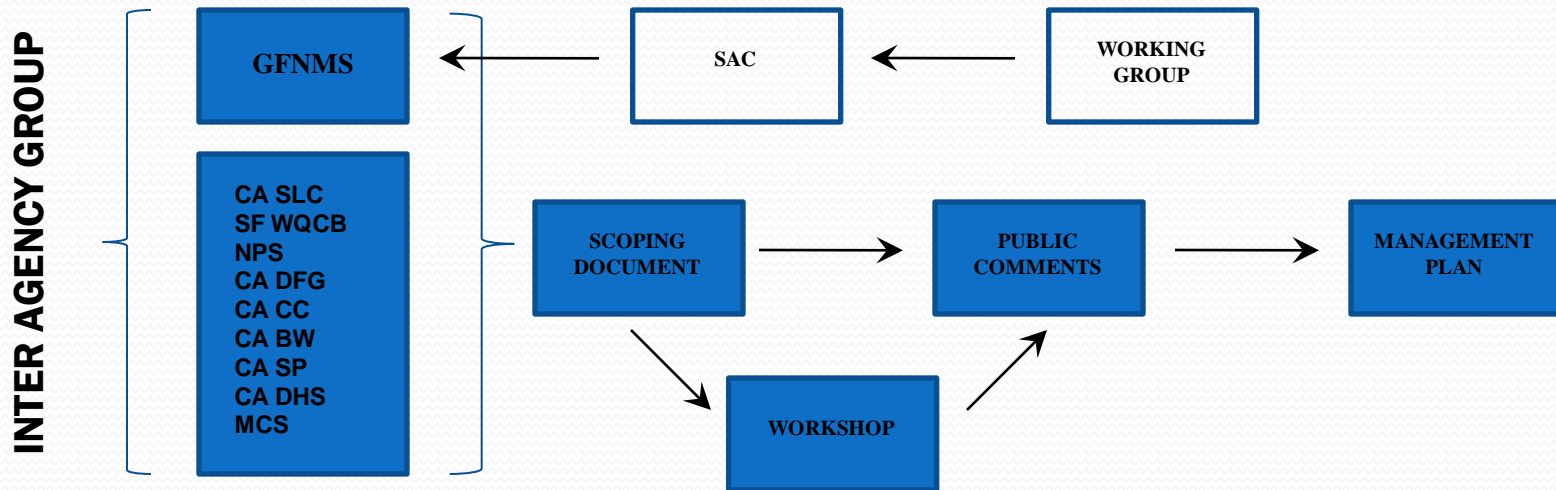 INTER AGENCY GROUP
GFNMS
SAC
WORKING
GROUP
CA SLC
SF WQCB
NPS
CA DFG
CA CC
CA BW
CA SP
CA DHS
MCS
SCOPING
DOCUMENT
PUBLIC
COMMENTS
MANAGEMENT
PLAN
WORKSHOP